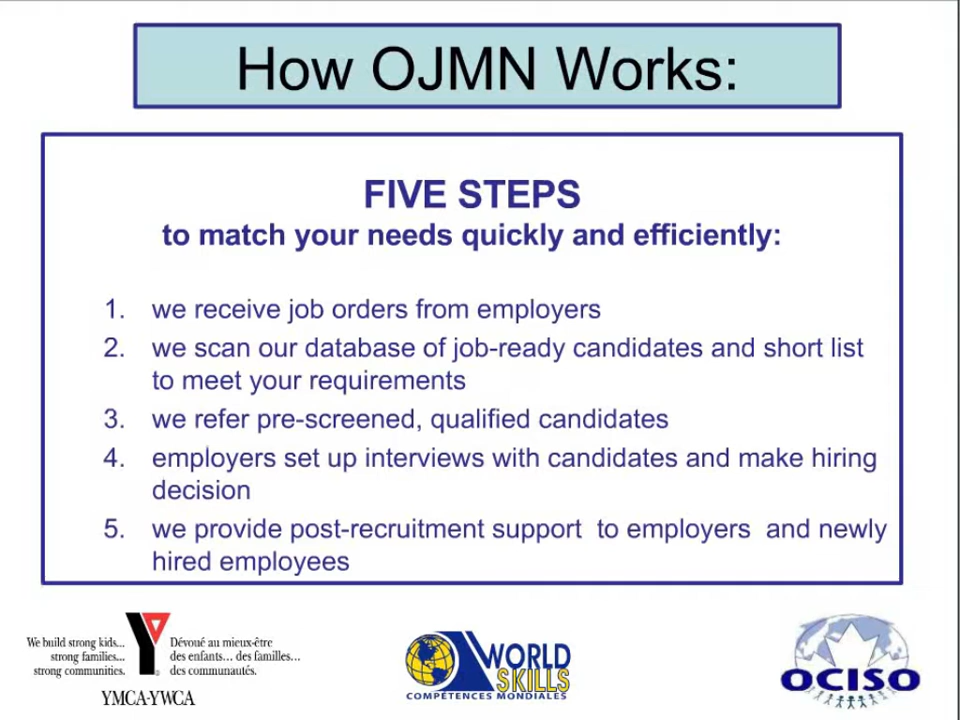 How OJMN Works:
FIVE STEPS
to match your needs quickly and efficiently:
1. we receive job orders from employers
2. we scan our database of job-ready candidates and short list
to meet your requirements
3. we refer pre-screened, qualified candidates
4. employers set up interviews with candidates and make hiring
decision
5. we provide post-recruitment support to employers and newly
hired employees
We build strong kids...
strong families...
strong communities.
Dévoué au mieux-être
des enfants... des familles...
des communautés.
YMCA-YWCA
WORLD
SKILLS
COMPÉTENCES MONDIALES
OCISO